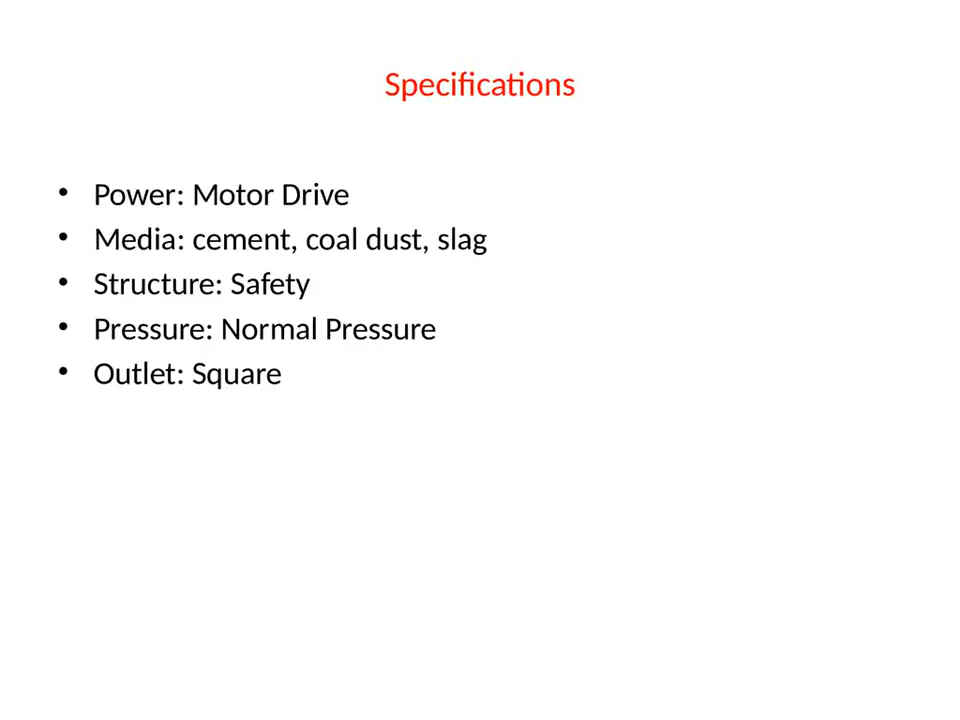 Specifications
• Power: Motor Drive
• Media: cement, coal dust, slag
• Structure: Safety
• Pressure: Normal Pressure
• Outlet: Square